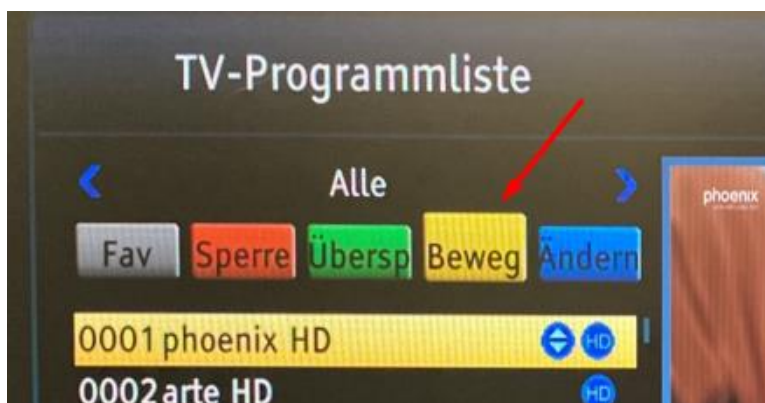 TV-Programmliste
Alle
Fav Sperre Übersp Beweg Ändern
phoenix
0001 phoenix HD HD
0002 arte HD HD